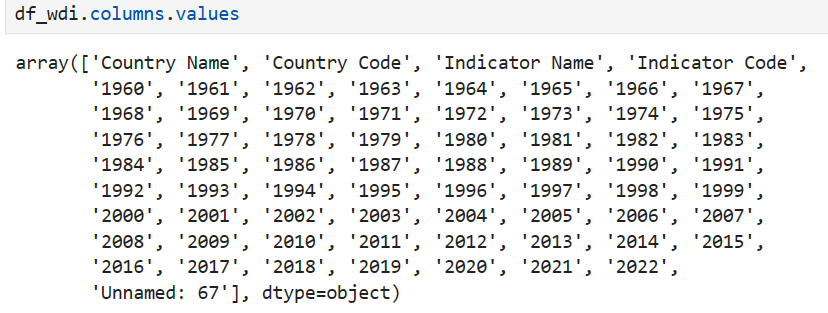 df_wdi.columns.values
array(['Country Name', 'Country Code', 'Indicator Name', 'Indicator Code',
'1960', '1961', '1962', '1963', '1964', '1965', '1966', '1967',
'1968', '1969', '1970', '1971', '1972', '1973', '1974', '1975',
'1976', '1977', '1978', '1979', '1980', '1981', '1982', '1983',
'1984', '1985', '1986', '1987', '1988', '1989', '1990', '1991',
'1992', '1993', '1994', '1995', '1996', '1997', '1998', '1999',
'2000', '2001', '2002', '2003', '2004', '2005', '2006', '2007',
'2008', '2009', '2010', '2011', '2012', '2013', '2014', '2015',
'2016', '2017', '2018', '2019', '2020', '2021', '2022',
'Unnamed: 67'], dtype=object)